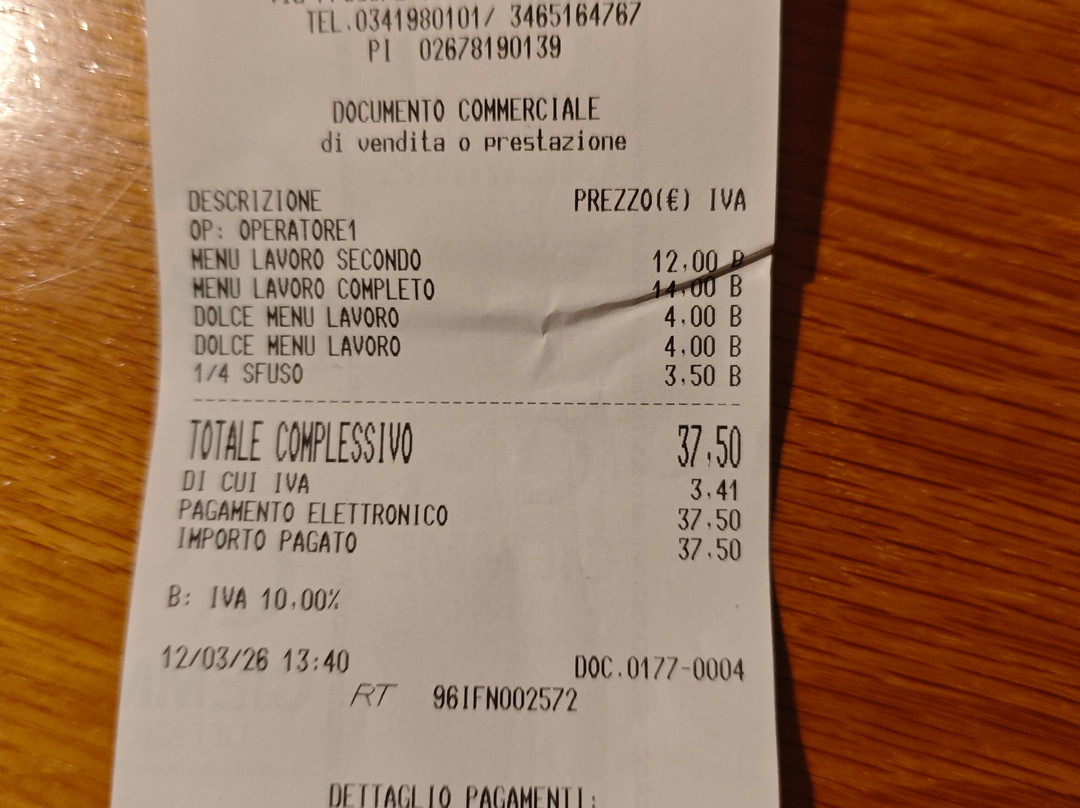 TEL.0341980101/ 3465164767
PI 02678190139
DOCUMENTO COMMERCIALE
di vendita o prestazione
DESCRIZIONE PREZZO(€) IVA
OP: OPERATORE1
MENU LAVORO SECONDO 12,00 B
MENU LAVORO COMPLETO 14,00 B
DOLCE MENU LAVORO 4,00 B
DOLCE MENU LAVORO 4,00 B
1/4 SFUSO 3,50 B
TOTALE COMPLESSIVO 37,50
DI CUI IVA 3,41
PAGAMENTO ELETTRONICO 37,50
IMPORTO PAGATO 37,50
B: IVA 10,00%
12/03/26 13:40 DOC.0177-0004
RT 96IFN002572
DETTAGLIO PAGAMENTI: